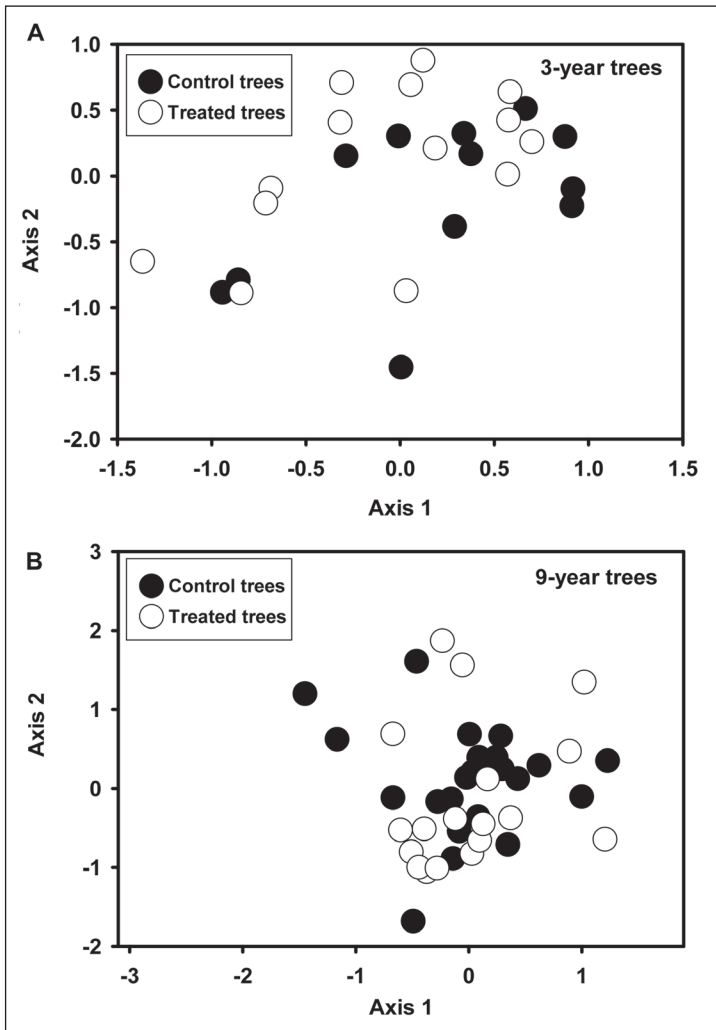 A
3-year trees
Control trees
Treated trees
1.0
0.5
0.0
-0.5
-1.0
-1.5
-2.0
Axis 2
-1.5 -1.0 -0.5 0.0 0.5 1.0 1.5
Axis 1
B
9-year trees
Control trees
Treated trees
3
2
1
0
-1
-2
Axis 2
-3 -2 -1 0 1
Axis 1